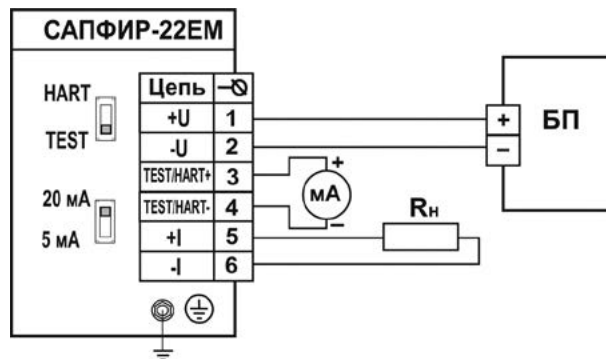 САПФИР-22ЕМ
HART
TEST
20 мА
5 мА
Цепь
+U 1
-U 2
TEST/HART+ 3
TEST/HART- 4
+I 5
-I 6
+
мА
−
Rн
+
−
БП